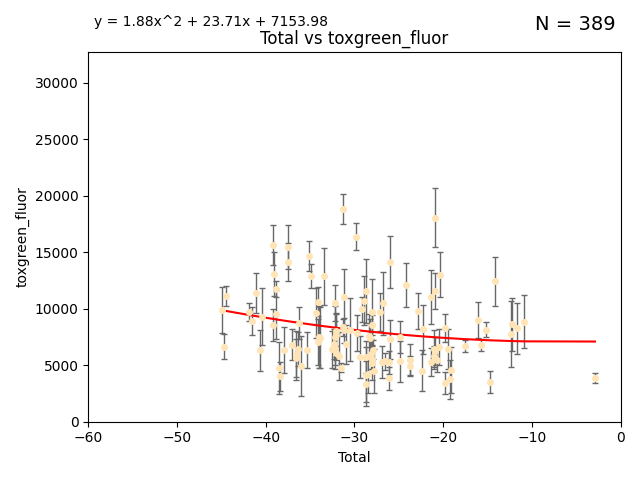 y = 1.88x^2 + 23.71x + 7153.98
N = 389
Total vs toxgreen_fluor
30000
25000
20000
15000
10000
5000
0
toxgreen_fluor
−60 −50 −40 −30 −20 −10 0
Total